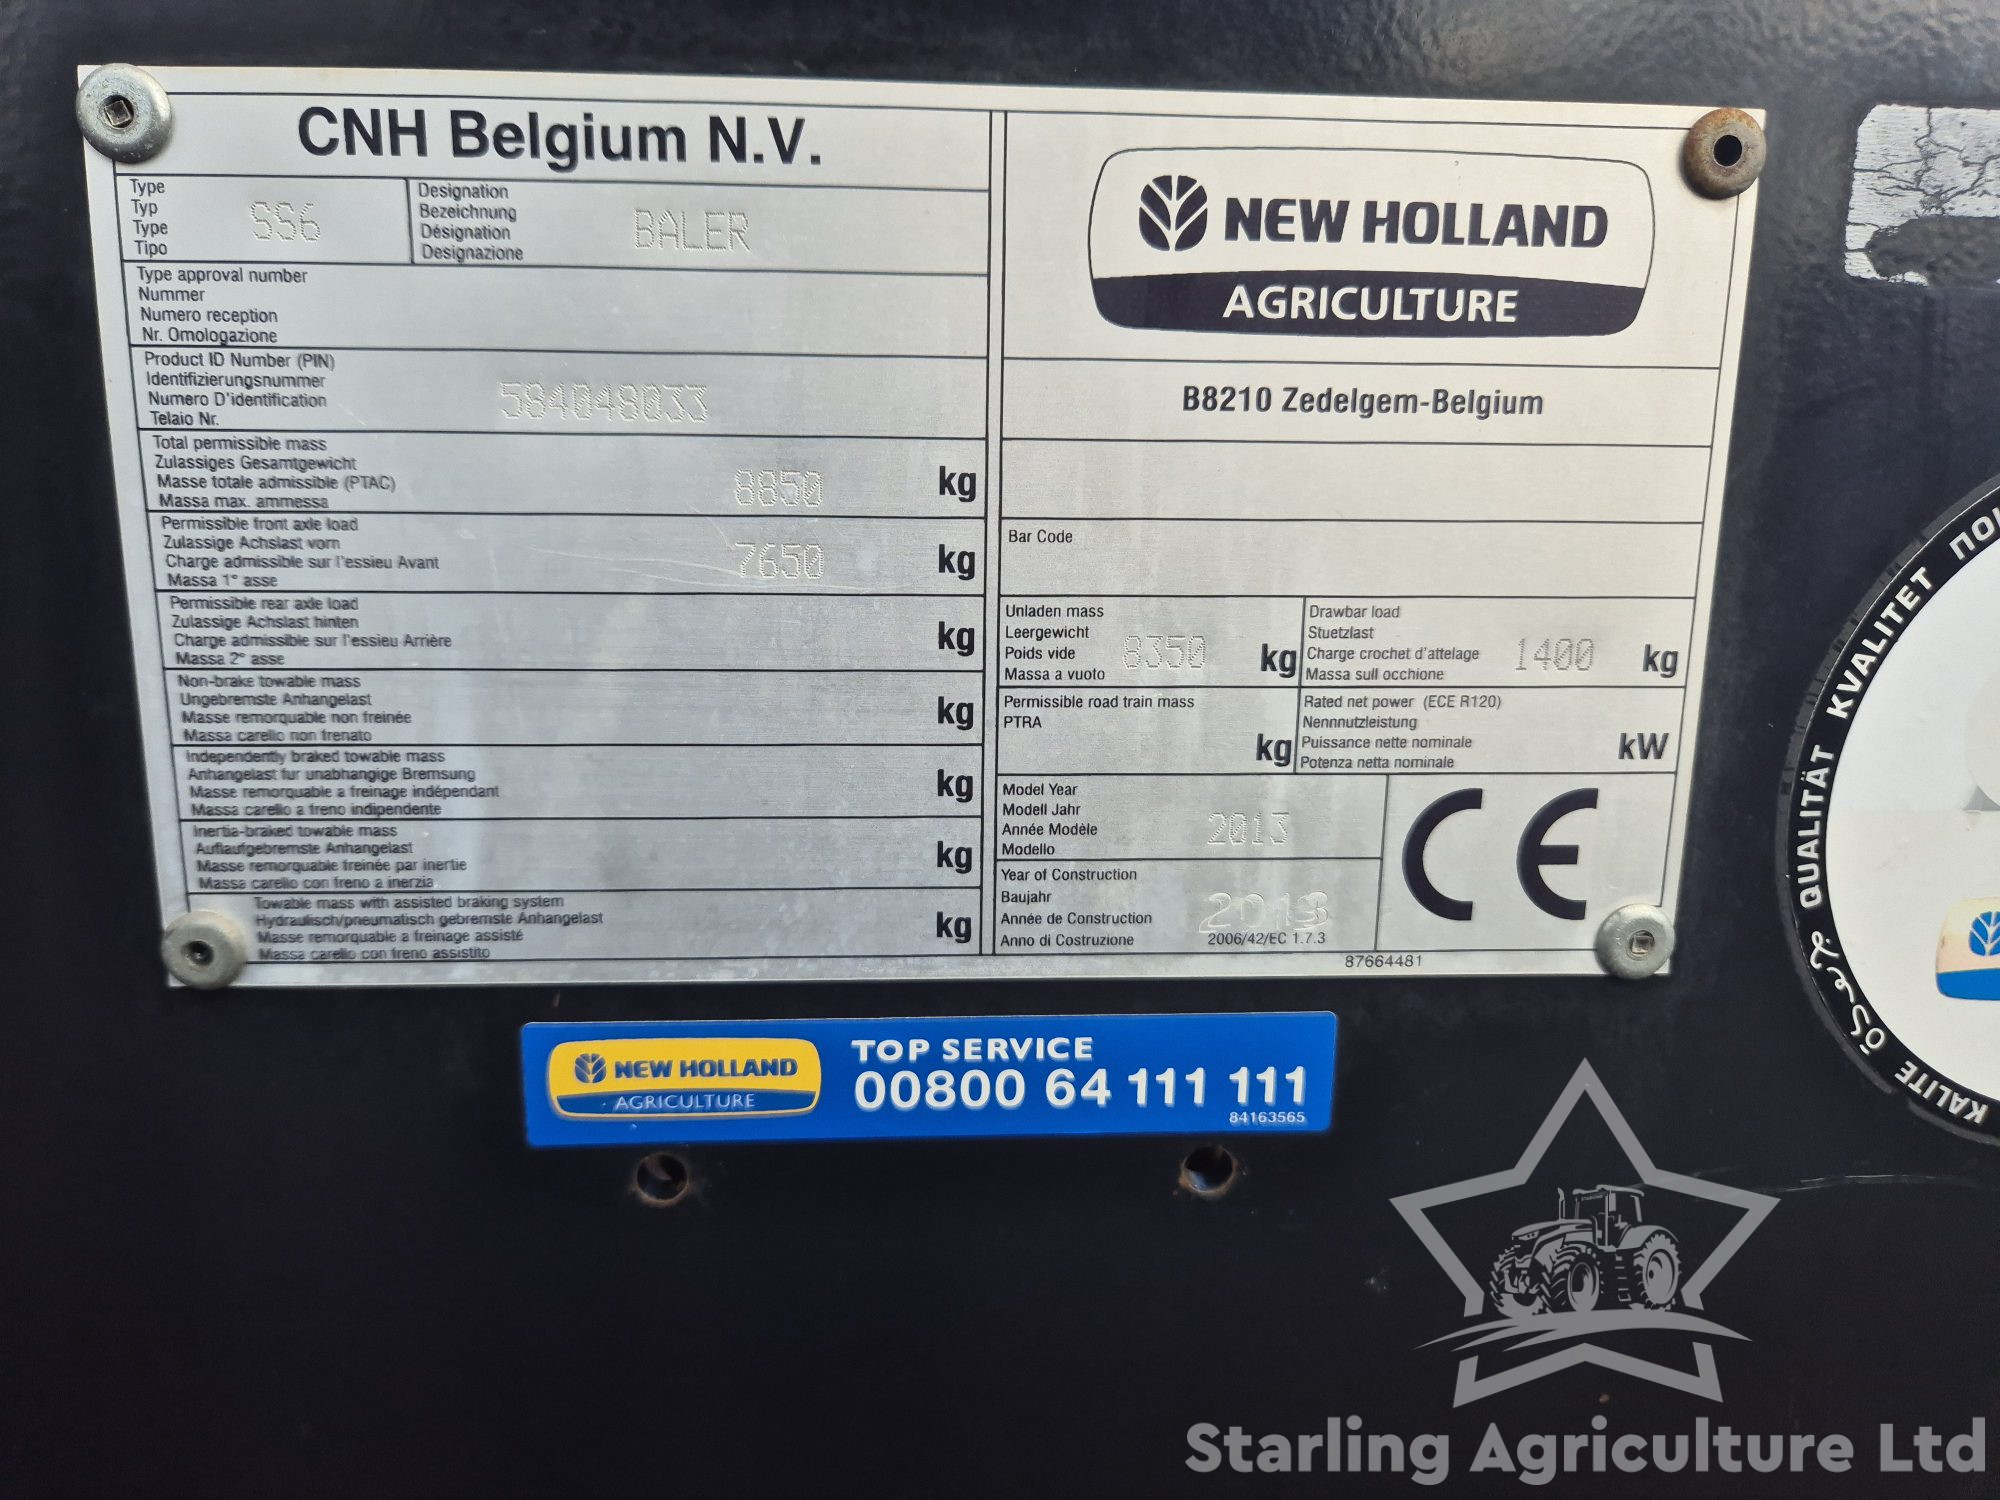 CNH Belgium N.V.
Type
Typ
Type
Tipo
SS6
Designation
Bezeichnung
Désignation
Designazione
BALER
Type approval number
Nummer
Numero reception
Nr. Omologazione
Product ID Number (PIN)
Identifizierungsnummer
Numero D'identification
Telaio Nr.
584048033
Total permissible mass
Zulassiges Gesamtgewicht
Masse totale admissible (PTAC)
Massa max. ammessa
8850 kg
Permissible front axle load
Zulassige Achslast vorn
Charge admissible sur l'essieu Avant
Massa 1° asse
7650 kg
Permissible rear axle load
Zulassige Achslast hinten
Charge admissible sur l'essieu Arrière
Massa 2° asse
kg
Non-brake towable mass
Ungebremste Anhangelast
Masse remorquable non freinée
Massa carello non frenato
kg
Independently braked towable mass
Anhangelast fur unabhangige Bremsung
Masse remorquable a freinage indépendant
Massa carello a freno indipendente
kg
Inertia-braked towable mass
Auflaufgebremste Anhangelast
Masse remorquable freinée par inertie
Massa carello con freno a inerzia
kg
Towable mass with assisted braking system
Hydraulisch/pneumatisch gebremste Anhangelast
Masse remorquable a freinage assisté
Massa carello con freno assistito
kg
NEW HOLLAND
AGRICULTURE
B8210 Zedelgem-Belgium
Bar Code
Unladen mass
Leergewicht
Poids vide
Massa a vuoto
8350 kg
Drawbar load
Stuetzlast
Charge crochet d'attelage
Massa sull occhione
1400 kg
Permissible road train mass
PTRA
kg
Rated net power (ECE R120)
Nennnutzleistung
Puissance nette nominale
Potenza netta nominale
kW
Model Year
Modell Jahr
Année Modèle
Modello
2013
Year of Construction
Baujahr
Année de Construction
Anno di Costruzione
2013
2006/42/EC 1.7.3
CE
87664481
NEW HOLLAND
AGRICULTURE
TOP SERVICE
00800 64 111 111
84163565
KVALITET
QUALITÄT
KALITE
Starling Agriculture Ltd